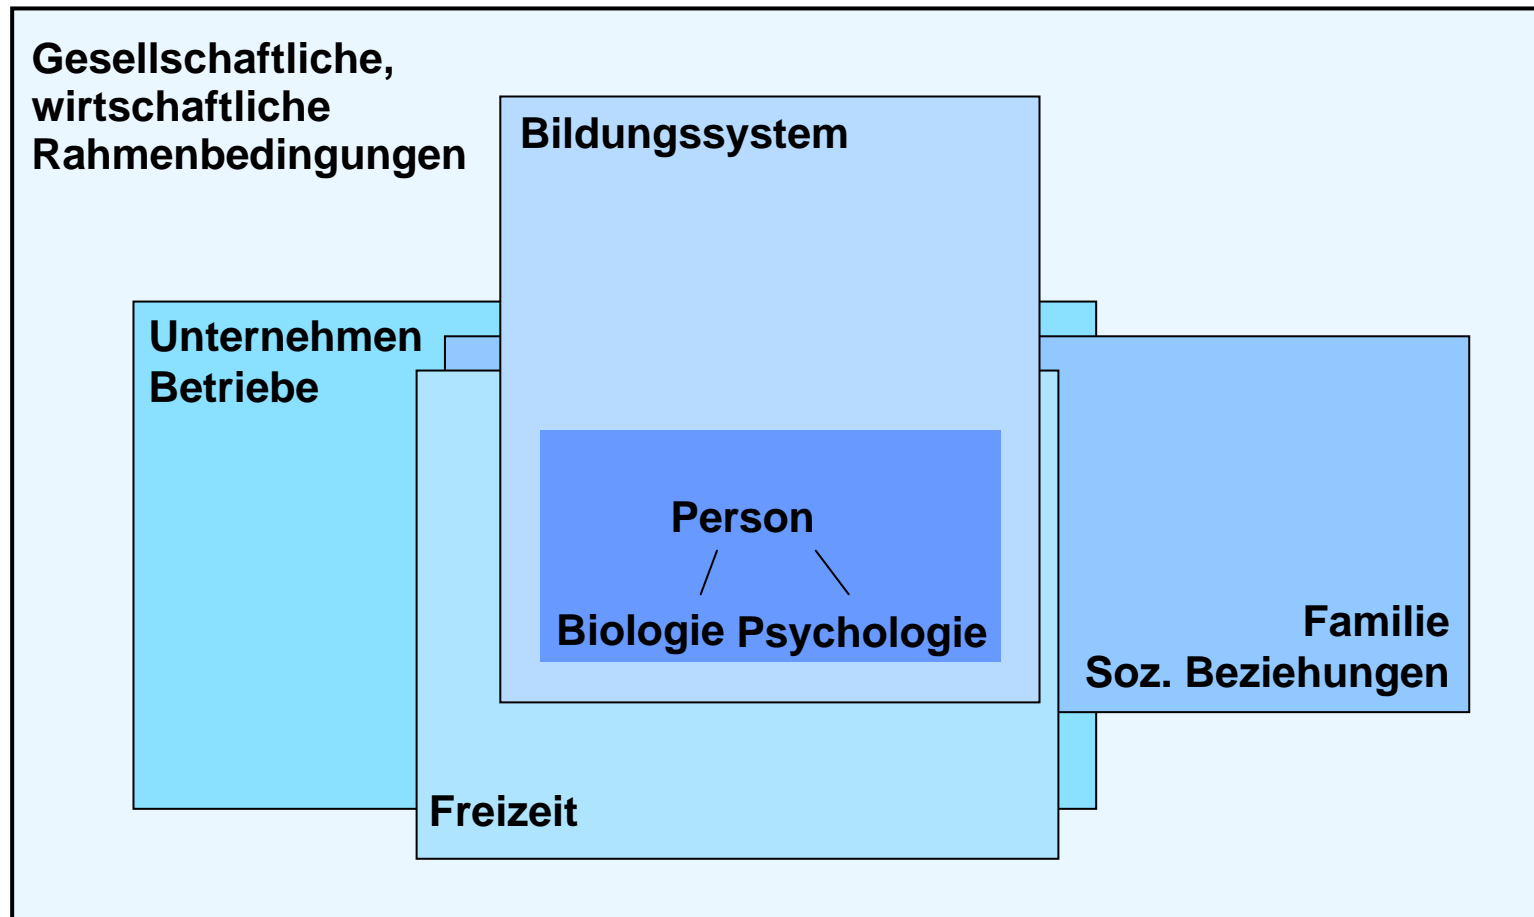 Gesellschaftliche,
wirtschaftliche
Rahmenbedingungen
Bildungssystem
Unternehmen
Betriebe
Person
Biologie Psychologie
Familie
Soz. Beziehungen
Freizeit